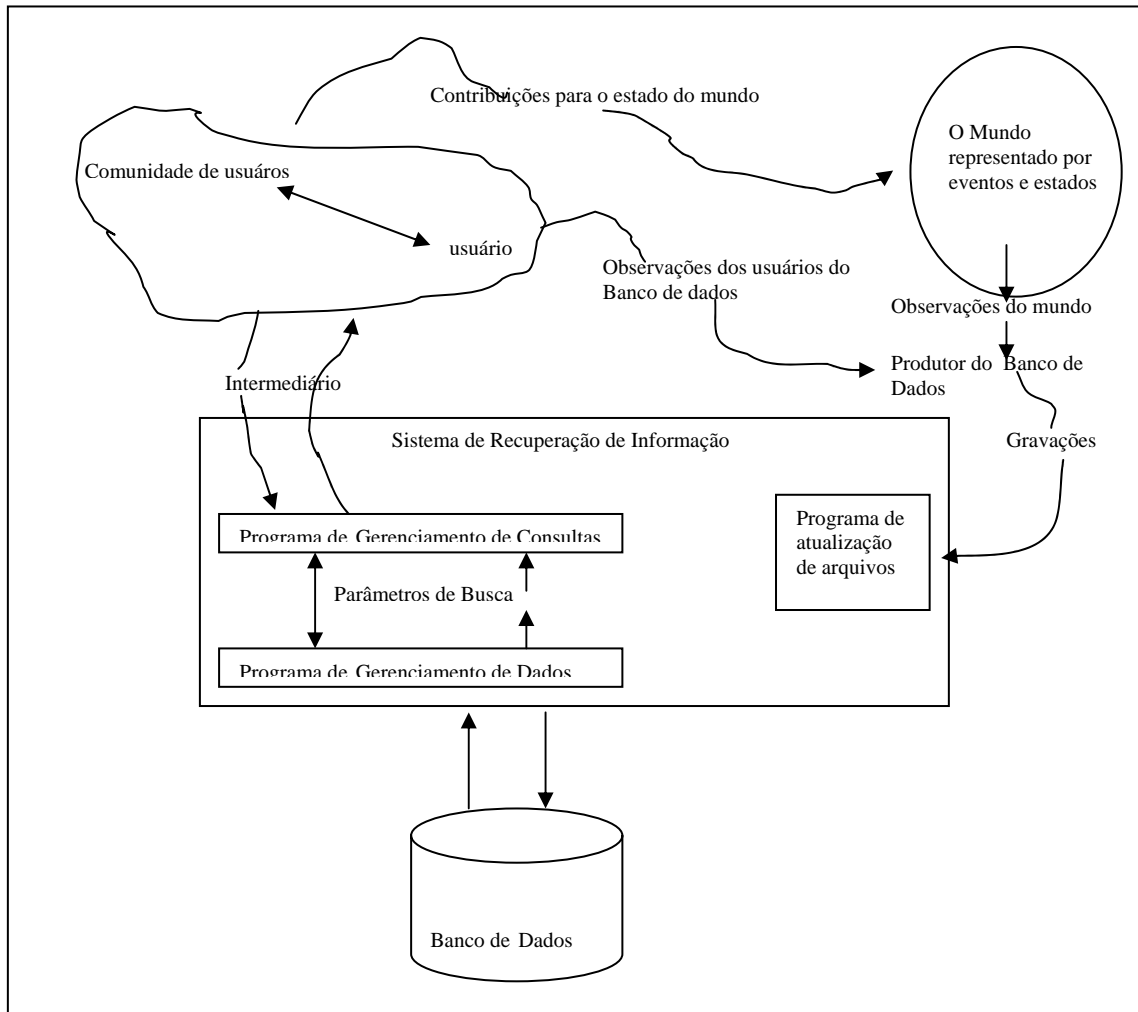 Contribuições para o estado do mundo
O Mundo
representado por
eventos e estados
Comunidade de usuáros
usuário
Observações dos usuários do
Banco de dados
Observações do mundo
Produtor do Banco de
Dados
Intermediário
Gravações
Sistema de Recuperação de Informação
Programa de Gerenciamento de Consultas
Programa de
atualização
de arquivos
Parâmetros de Busca
Programa de Gerenciamento de Dados
Banco de Dados